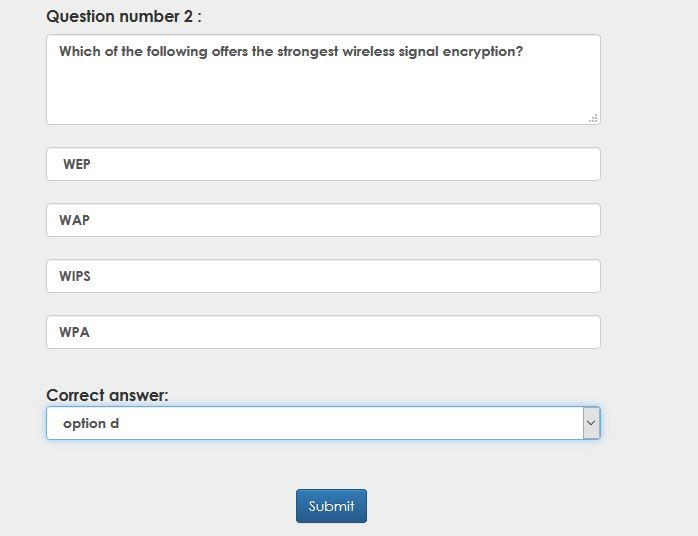 Question number 2 :
Which of the following offers the strongest wireless signal encryption?
WEP
WAP
WIPS
WPA
Correct answer:
option d
Submit